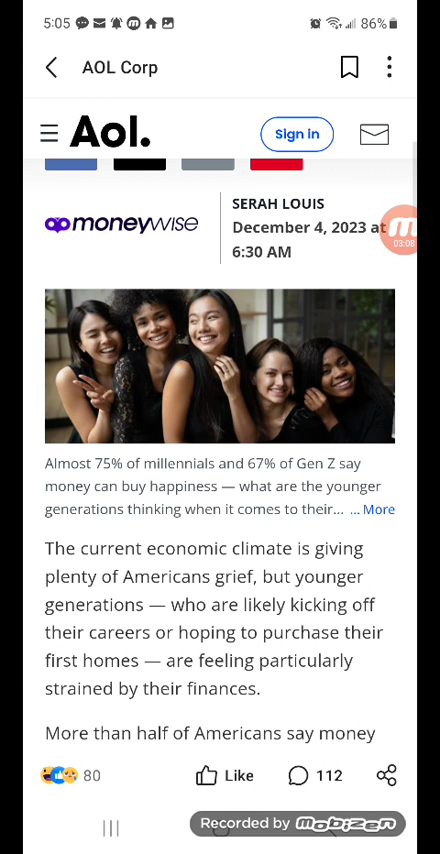 5:05
86%
AOL Corp
Aol.
Sign in
moneywise
SERAH LOUIS
December 4, 2023 at
6:30 AM
03:08
Almost 75% of millennials and 67% of Gen Z say
money can buy happiness — what are the younger
generations thinking when it comes to their... ... More
The current economic climate is giving
plenty of Americans grief, but younger
generations — who are likely kicking off
their careers or hoping to purchase their
first homes — are feeling particularly
strained by their finances.
More than half of Americans say money
80
Like
112
Recorded by mobizen